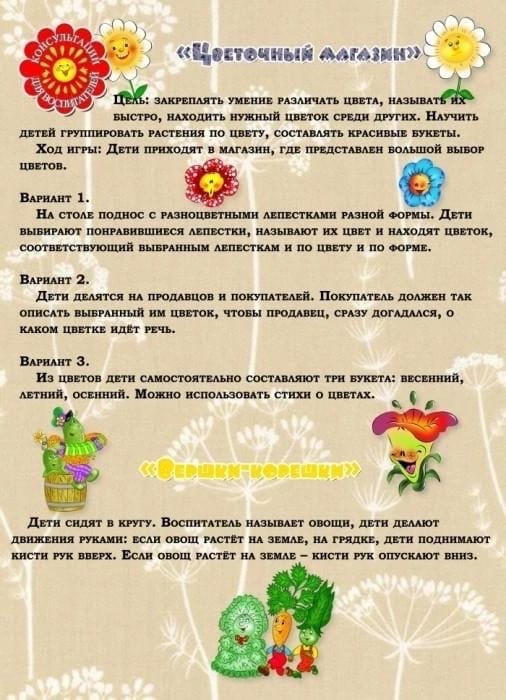 КОНСУЛЬТАЦИИ
ДЛЯ ВОСПИТАТЕЛЕЙ
«Цветочный магазин»
Цель: закреплять умение различать цвета, называть их
быстро, находить нужный цветок среди других. Научить
детей группировать растения по цвету, составлять красивые букеты.
Ход игры: Дети приходят в магазин, где представлен большой выбор
цветов.
Вариант 1.
На столе поднос с разноцветными лепестками разной формы. Дети
выбирают понравившиеся лепестки, называют их цвет и находят цветок,
соответствующий выбранным лепесткам и по цвету и по форме.
Вариант 2.
Дети делятся на продавцов и покупателей. Покупатель должен так
описать выбранный им цветок, чтобы продавец, сразу догадался, о
каком цветке идёт речь.
Вариант 3.
Из цветов дети самостоятельно составляют три букета: весенний,
летний, осенний. Можно использовать стихи о цветах.
«Вершки-корешки»
Дети сидят в кругу. Воспитатель называет овощи, дети делают
движения руками: если овощ растёт на земле, на грядке, дети поднимают
кисти рук вверх. Если овощ растёт на земле – кисти рук опускают вниз.